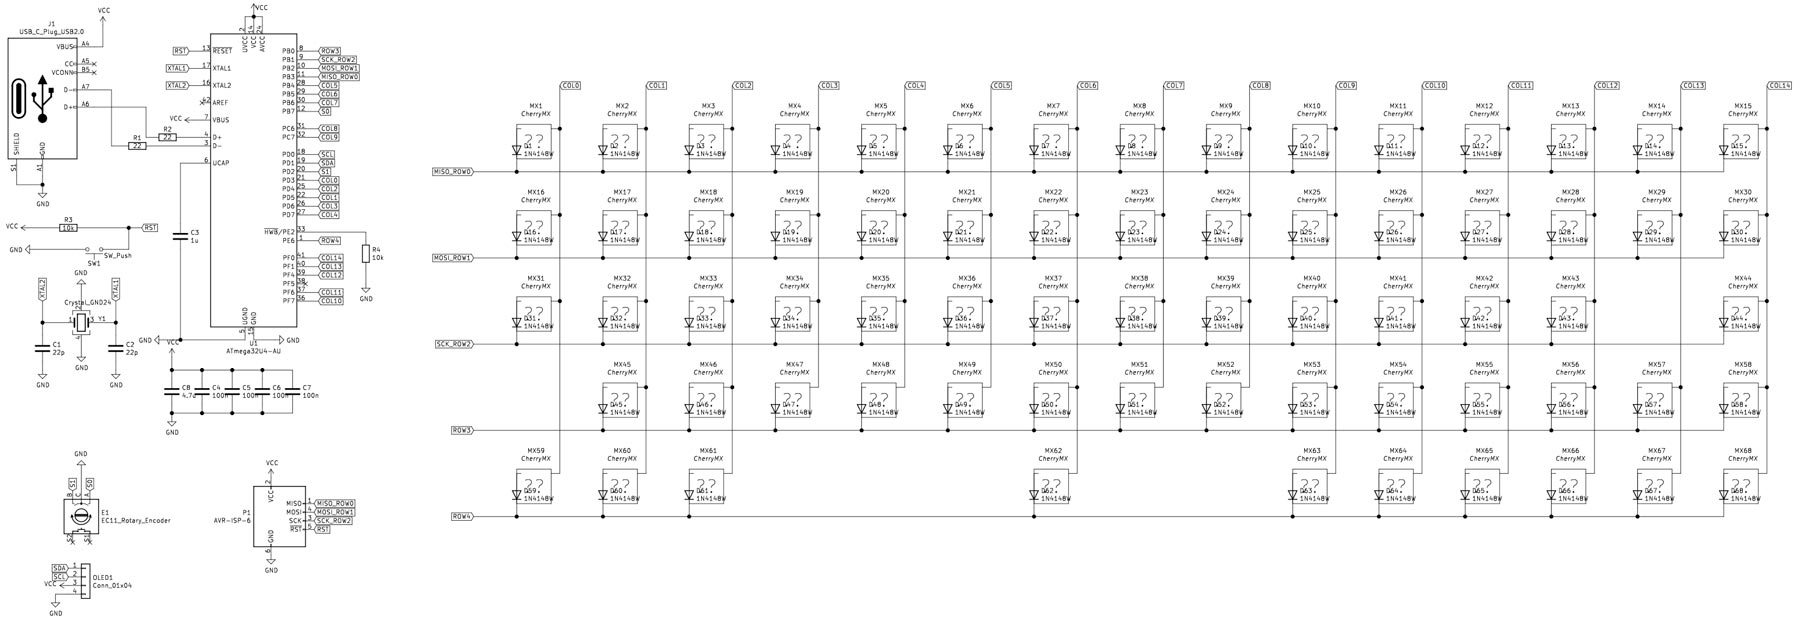 J1
USB_C_Plug_USB2.0
VBUS A4
CC A5
VCONN B5
D- A7
D+ A6
SHIELD
GND
S1
A1
GND
VCC
R1
22
R2
22
VCC
R3
10k
RST
GND
SW1
SW_Push
C3
1u
GND
XTAL2
XTAL1
Crystal_GND24
1 2 3 4
Y1
C1
22p
C2
22p
GND
GND
GND
VCC
C8
4.7u
C4
100n
C5
100n
C6
100n
C7
100n
GND
VCC
2 14 24
UVCC
VCC
AVCC
RST 13 RESET
XTAL1 17 XTAL1
XTAL2 16 XTAL2
42 AREF
VCC 7 VBUS
4 D+
3 D-
6 UCAP
PB0 8 ROW3
PB1 9 SCK_ROW2
PB2 10 MOSI_ROW1
PB3 11 MISO_ROW0
PB4 28 COL5
PB5 29 COL6
PB6 30 COL7
PB7 12 S0
PC6 31 COL8
PC7 32 COL9
PD0 18 SCL
PD1 19 SDA
PD2 20 S1
PD3 21 COL0
PD4 25 COL2
PD5 22 COL1
PD6 26 COL3
PD7 27 COL4
HWB/PE2 33
PE6 1 ROW4
PF0 41 COL14
PF1 40 COL13
PF4 39 COL12
PF5 38
PF6 37 COL11
PF7 36 COL10
R4
10k
GND
UGND
GND
5 15
GND
GND
U1
ATmega32U4-AU
GND
S1
S0
B C A
E1
EC11_Rotary_Encoder
S2 S1
VCC
2
VCC
P1
AVR-ISP-6
MISO 1 MISO_ROW0
MOSI 4 MOSI_ROW1
SCK 3 SCK_ROW2
RST 5 RST
GND
6
GND
SDA 1
SCL 2
VCC 3
4
GND
OLED1
Conn_01x04
COL0 COL1 COL2 COL3 COL4 COL5 COL6 COL7 COL8 COL9 COL10 COL11 COL12 COL13 COL14
MX1 MX2 MX3 MX4 MX5 MX6 MX7 MX8 MX9 MX10 MX11 MX12 MX13 MX14 MX15
CherryMX CherryMX CherryMX CherryMX CherryMX CherryMX CherryMX CherryMX CherryMX CherryMX CherryMX CherryMX CherryMX CherryMX CherryMX
?? ?? ?? ?? ?? ?? ?? ?? ?? ?? ?? ?? ?? ?? ??
D1 D2 D3 D4 D5 D6 D7 D8 D9 D10 D11 D12 D13 D14 D15
1N4148W 1N4148W 1N4148W 1N4148W 1N4148W 1N4148W 1N4148W 1N4148W 1N4148W 1N4148W 1N4148W 1N4148W 1N4148W 1N4148W 1N4148W
MISO_ROW0
MX16 MX17 MX18 MX19 MX20 MX21 MX22 MX23 MX24 MX25 MX26 MX27 MX28 MX29 MX30
CherryMX CherryMX CherryMX CherryMX CherryMX CherryMX CherryMX CherryMX CherryMX CherryMX CherryMX CherryMX CherryMX CherryMX CherryMX
?? ?? ?? ?? ?? ?? ?? ?? ?? ?? ?? ?? ?? ?? ??
D16 D17 D18 D19 D20 D21 D22 D23 D24 D25 D26 D27 D28 D29 D30
1N4148W 1N4148W 1N4148W 1N4148W 1N4148W 1N4148W 1N4148W 1N4148W 1N4148W 1N4148W 1N4148W 1N4148W 1N4148W 1N4148W 1N4148W
MOSI_ROW1
MX31 MX32 MX33 MX34 MX35 MX36 MX37 MX38 MX39 MX40 MX41 MX42 MX43 MX44
CherryMX CherryMX CherryMX CherryMX CherryMX CherryMX CherryMX CherryMX CherryMX CherryMX CherryMX CherryMX CherryMX CherryMX
?? ?? ?? ?? ?? ?? ?? ?? ?? ?? ?? ?? ?? ??
D31 D32 D33 D34 D35 D36 D37 D38 D39 D40 D41 D42 D43 D44
1N4148W 1N4148W 1N4148W 1N4148W 1N4148W 1N4148W 1N4148W 1N4148W 1N4148W 1N4148W 1N4148W 1N4148W 1N4148W 1N4148W
SCK_ROW2
MX45 MX46 MX47 MX48 MX49 MX50 MX51 MX52 MX53 MX54 MX55 MX56 MX57 MX58
CherryMX CherryMX CherryMX CherryMX CherryMX CherryMX CherryMX CherryMX CherryMX CherryMX CherryMX CherryMX CherryMX CherryMX
?? ?? ?? ?? ?? ?? ?? ?? ?? ?? ?? ?? ?? ??
D45 D46 D47 D48 D49 D50 D51 D52 D53 D54 D55 D56 D57 D58
1N4148W 1N4148W 1N4148W 1N4148W 1N4148W 1N4148W 1N4148W 1N4148W 1N4148W 1N4148W 1N4148W 1N4148W 1N4148W 1N4148W
ROW3
MX59 MX60 MX61 MX62 MX63 MX64 MX65 MX66 MX67 MX68
CherryMX CherryMX CherryMX CherryMX CherryMX CherryMX CherryMX CherryMX CherryMX CherryMX
?? ?? ?? ?? ?? ?? ?? ?? ?? ??
D59 D60 D61 D62 D63 D64 D65 D66 D67 D68
1N4148W 1N4148W 1N4148W 1N4148W 1N4148W 1N4148W 1N4148W 1N4148W 1N4148W 1N4148W
ROW4